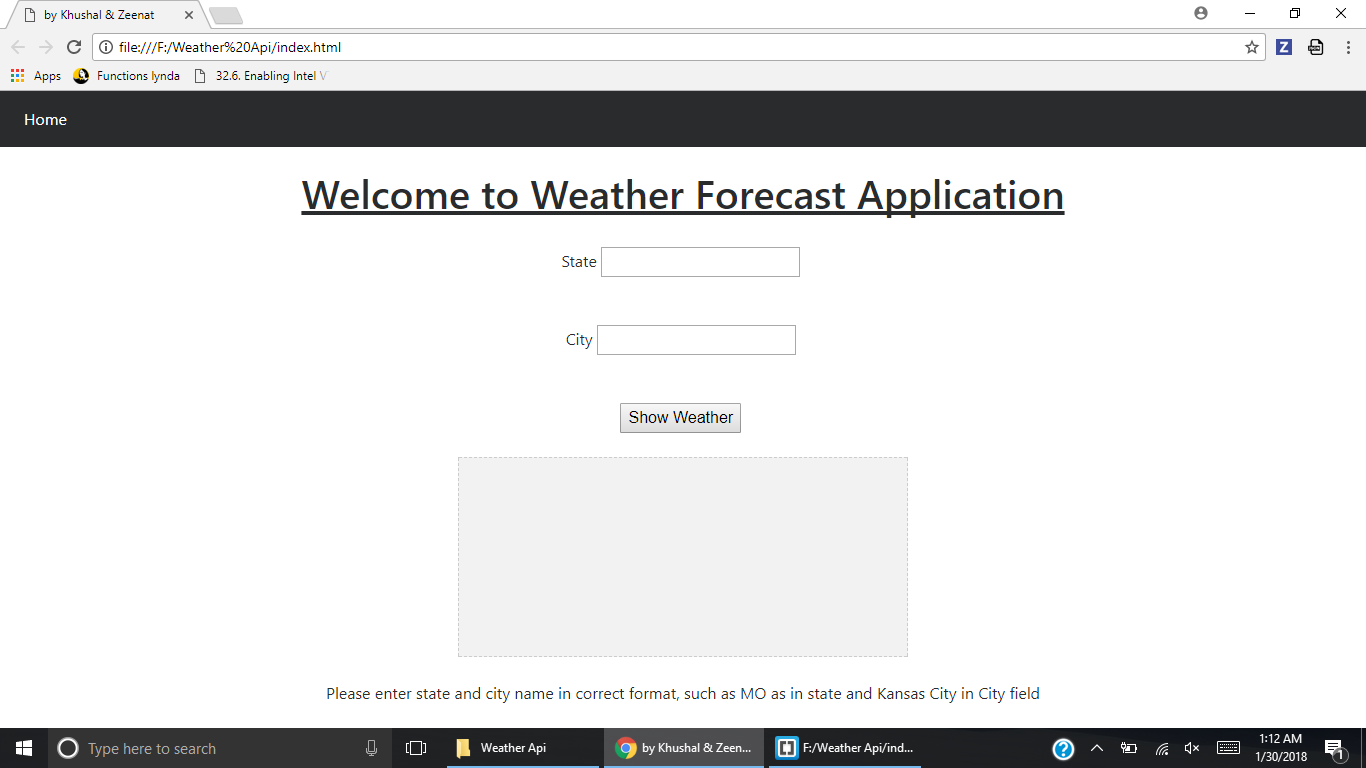 by Khushal & Zeenat
file:///F:/Weather%20Api/index.html
Apps
Functions lynda
32.6. Enabling Intel V
Home
Welcome to Weather Forecast Application
State
City
Show Weather
Please enter state and city name in correct format, such as MO as in state and Kansas City in City field
Type here to search
Weather Api
by Khushal & Zeen...
F:/Weather Api/ind...
1:12 AM
1/30/2018
1